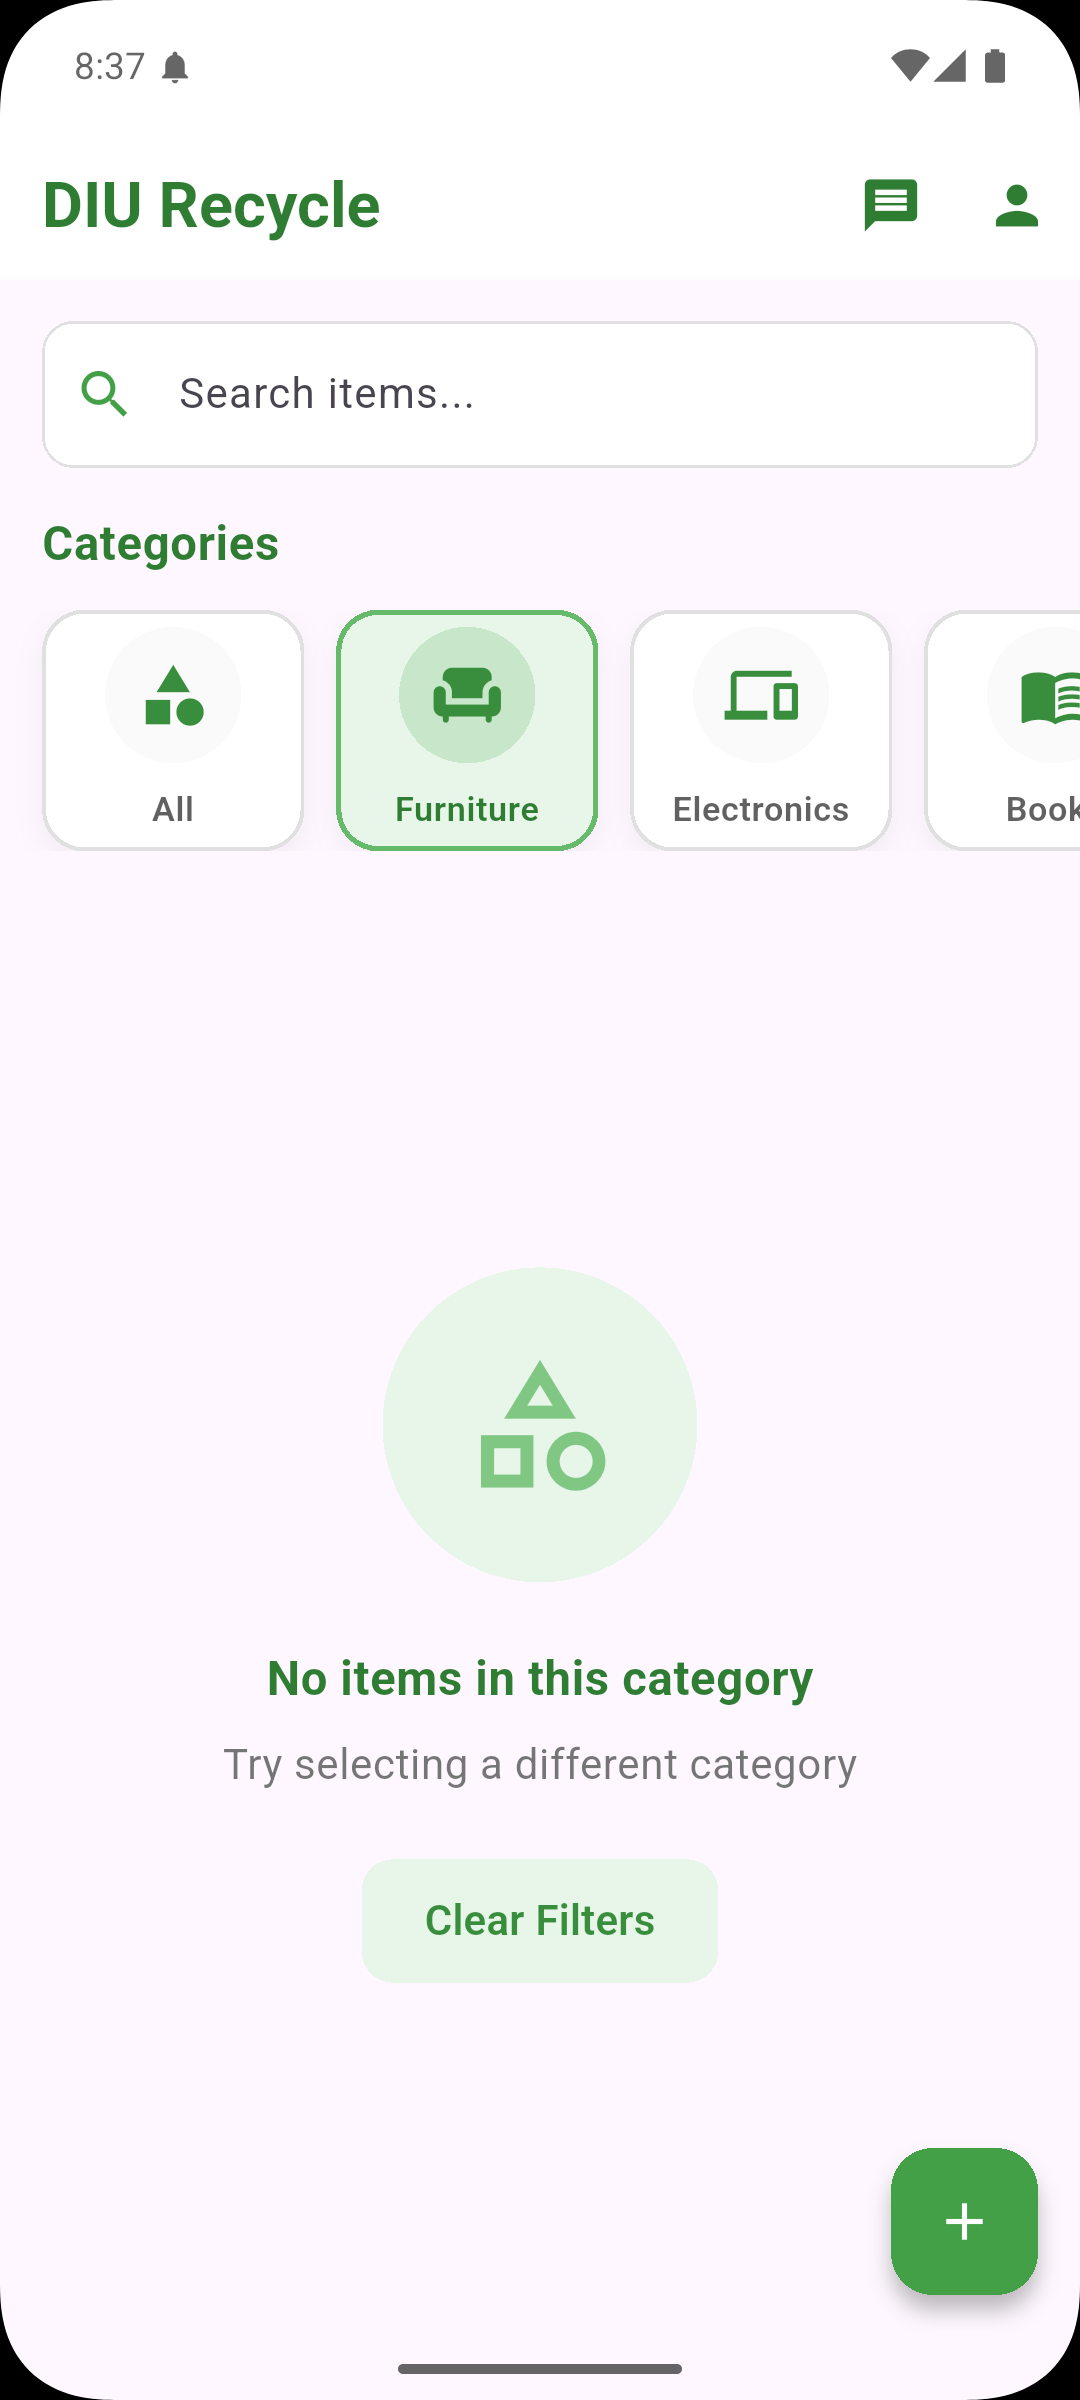 8:37
DIU Recycle
Search items...
Categories
All
Furniture
Electronics
Book
No items in this category
Try selecting a different category
Clear Filters